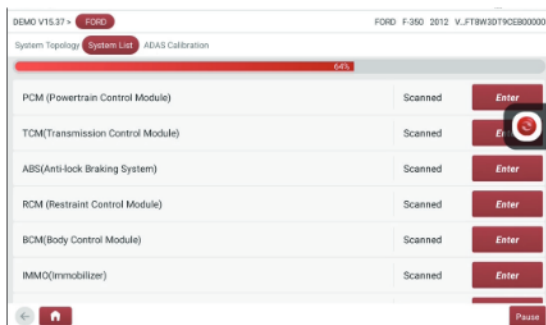 DEMO V15.37 > FORD
FORD F-350 2012 V..FT8W3DT9CEB00000
System Topology System List ADAS Calibration
64%
PCM (Powertrain Control Module) Scanned Enter
TCM(Transmission Control Module) Scanned
ABS(Anti-lock Braking System) Scanned Enter
RCM (Restraint Control Module) Scanned Enter
BCM(Body Control Module) Scanned Enter
IMMO(Immobilizer) Scanned Enter
Pause